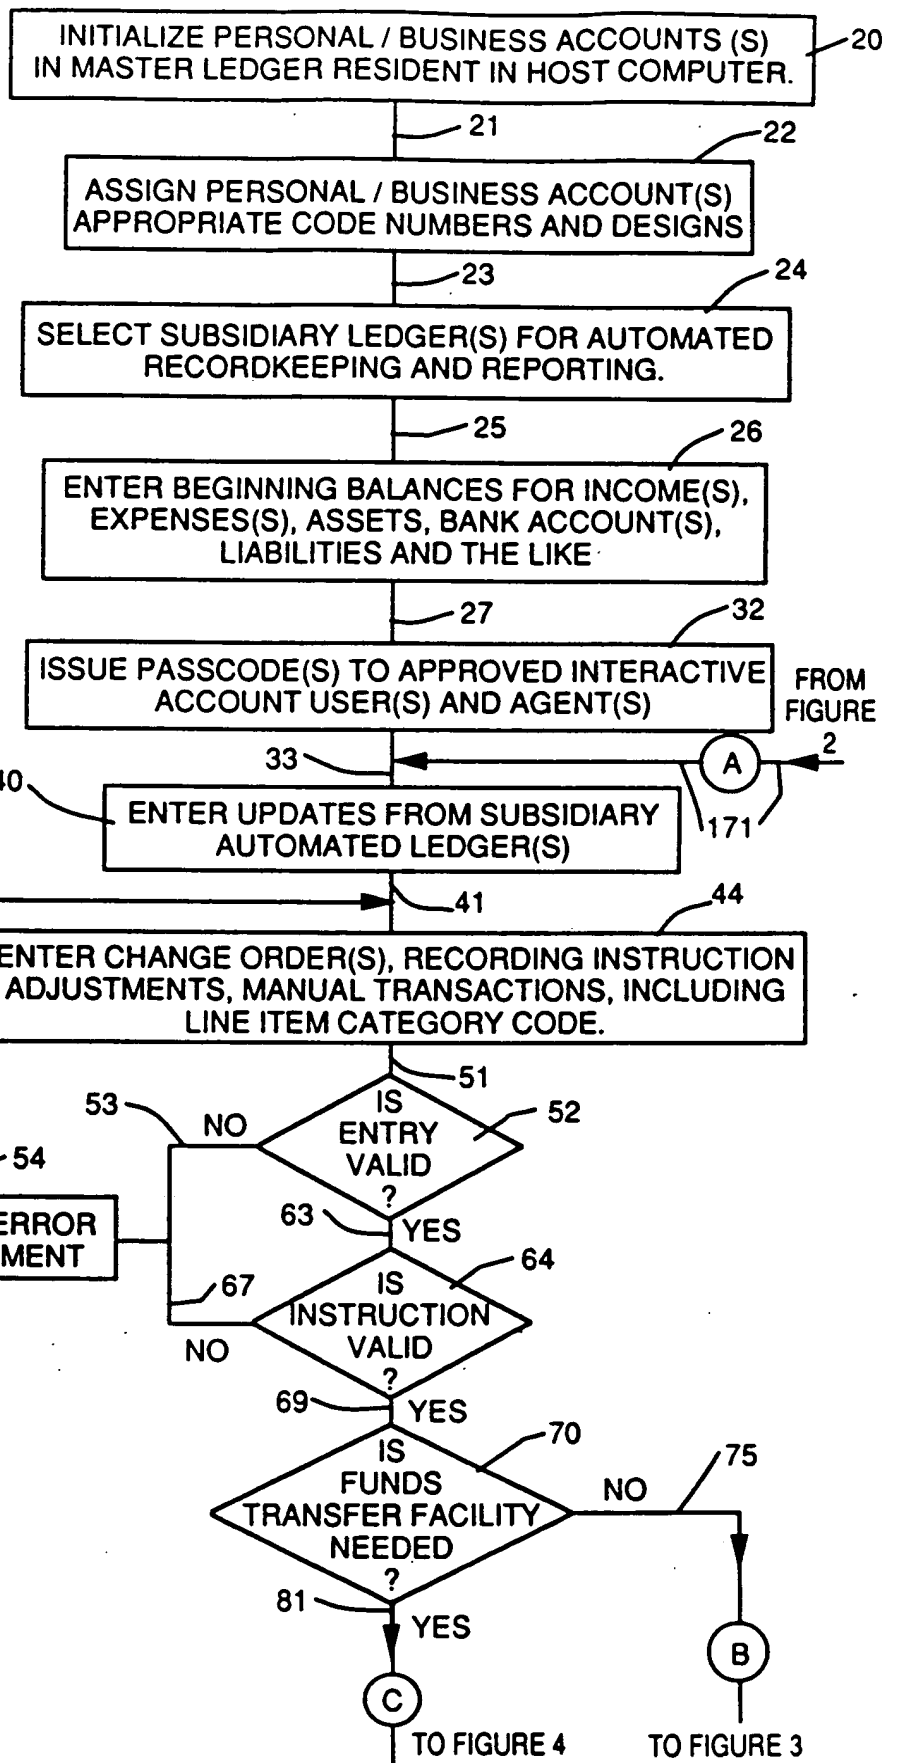 INITIALIZE PERSONAL / BUSINESS ACCOUNTS (S)
IN MASTER LEDGER RESIDENT IN HOST COMPUTER.
20
21
22
ASSIGN PERSONAL / BUSINESS ACCOUNT(S)
APPROPRIATE CODE NUMBERS AND DESIGNS
23
24
SELECT SUBSIDIARY LEDGER(S) FOR AUTOMATED
RECORDKEEPING AND REPORTING.
25
26
ENTER BEGINNING BALANCES FOR INCOME(S),
EXPENSES(S), ASSETS, BANK ACCOUNT(S),
LIABILITIES AND THE LIKE
27
32
ISSUE PASSCODE(S) TO APPROVED INTERACTIVE
ACCOUNT USER(S) AND AGENT(S)
FROM
FIGURE
2
33
A
171
40
ENTER UPDATES FROM SUBSIDIARY
AUTOMATED LEDGER(S)
41
44
ENTER CHANGE ORDER(S), RECORDING INSTRUCTION
ADJUSTMENTS, MANUAL TRANSACTIONS, INCLUDING
LINE ITEM CATEGORY CODE.
51
53
NO
IS
ENTRY
VALID
?
52
54
ERROR
MENT
63
YES
64
67
NO
IS
INSTRUCTION
VALID
?
69
YES
70
IS
FUNDS
TRANSFER FACILITY
NEEDED
?
NO
75
81
YES
B
C
TO FIGURE 4
TO FIGURE 3